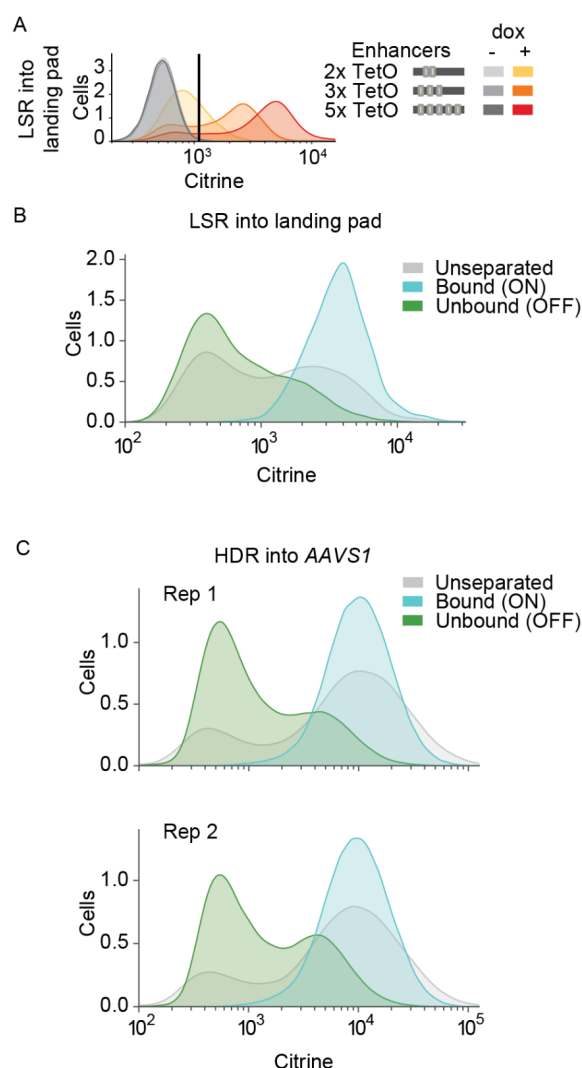 A
LSR into
landing pad
Cells
3
2
1
0
10³
10⁴
Citrine
dox
Enhancers - +
2x TetO
3x TetO
5x TetO
B
LSR into landing pad
Cells
2.0
1.5
1.0
0.5
0.0
10² 10³ 10⁴
Citrine
Unseparated
Bound (ON)
Unbound (OFF)
C
HDR into AAVS1
Rep 1
Unseparated
Bound (ON)
Unbound (OFF)
Cells
1.0
0.5
0.0
Rep 2
Cells
1.0
0.5
0.0
10² 10³ 10⁴ 10⁵
Citrine